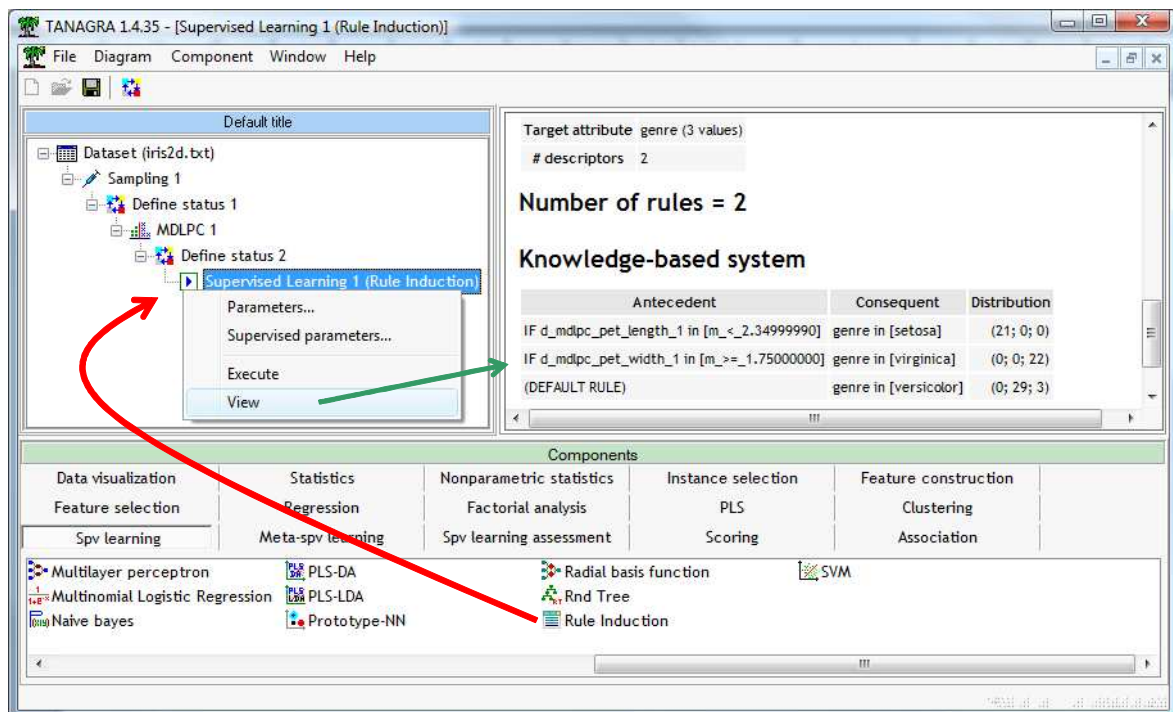 TANAGRA 1.4.35 - [Supervised Learning 1 (Rule Induction)]
File Diagram Component Window Help
Default title
Dataset (iris2d.txt)
Sampling 1
Define status 1
MDLPC 1
Define status 2
Supervised Learning 1 (Rule Induction)
Parameters...
Supervised parameters...
Execute
View
Target attribute genre (3 values)
# descriptors 2
Number of rules = 2
Knowledge-based system
Antecedent Consequent Distribution
IF d_mdlpc_pet_length_1 in [m_<_2.34999990] genre in [setosa] (21; 0; 0)
IF d_mdlpc_pet_width_1 in [m_>=_1.75000000] genre in [virginica] (0; 0; 22)
(DEFAULT RULE) genre in [versicolor] (0; 29; 3)
Components
Data visualization Statistics Nonparametric statistics Instance selection Feature construction
Feature selection Regression Factorial analysis PLS Clustering
Spv learning Meta-spv learning Spv learning assessment Scoring Association
Multilayer perceptron PLS-DA Radial basis function SVM
Multinomial Logistic Regression PLS-LDA Rnd Tree
Naive bayes Prototype-NN Rule Induction